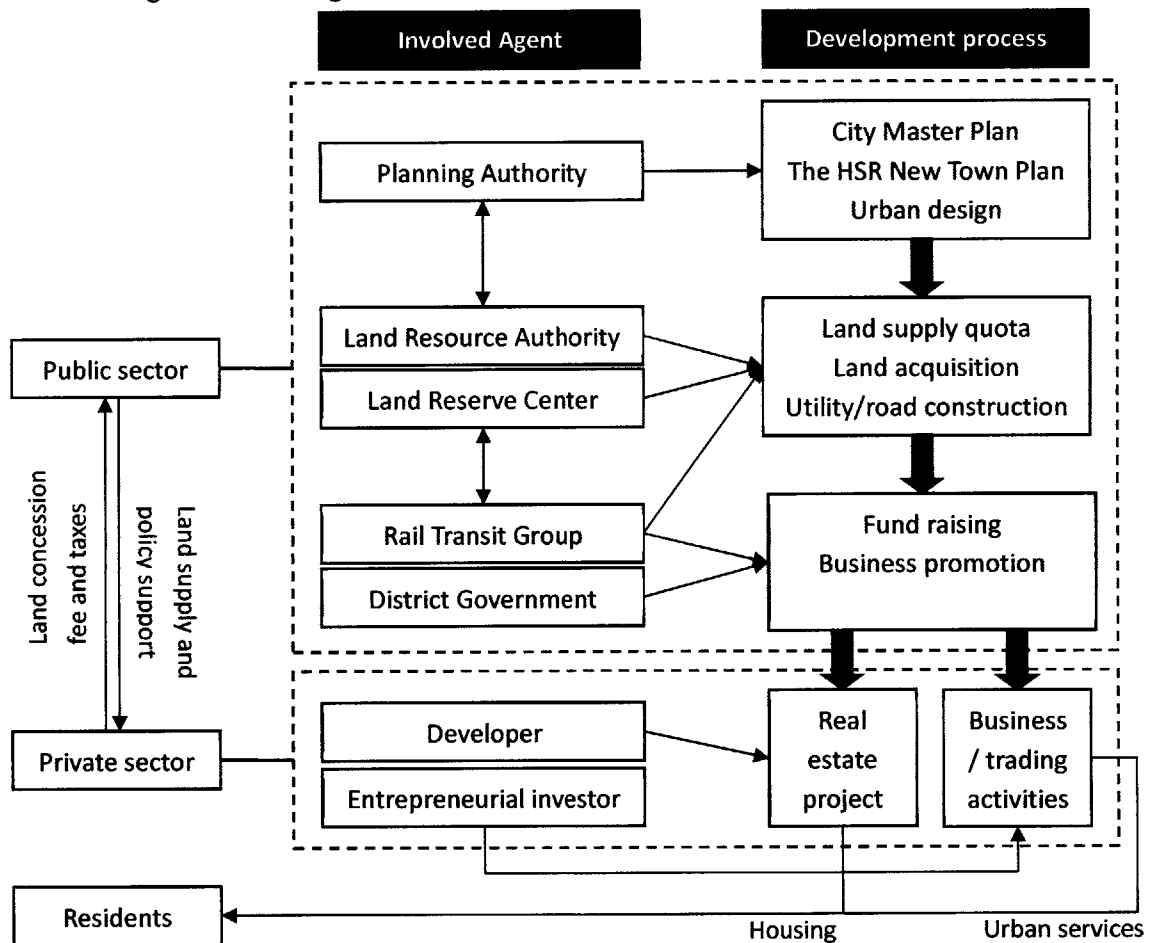 Involved Agent
Development process
Planning Authority
City Master Plan
The HSR New Town Plan
Urban design
Land Resource Authority
Land Reserve Center
Land supply quota
Land acquisition
Utility/road construction
Public sector
Rail Transit Group
District Government
Fund raising
Business promotion
Land concession
fee and taxes
Land supply and
policy support
Private sector
Developer
Entrepreneurial investor
Real
estate
project
Business
/ trading
activities
Residents
Housing
Urban services